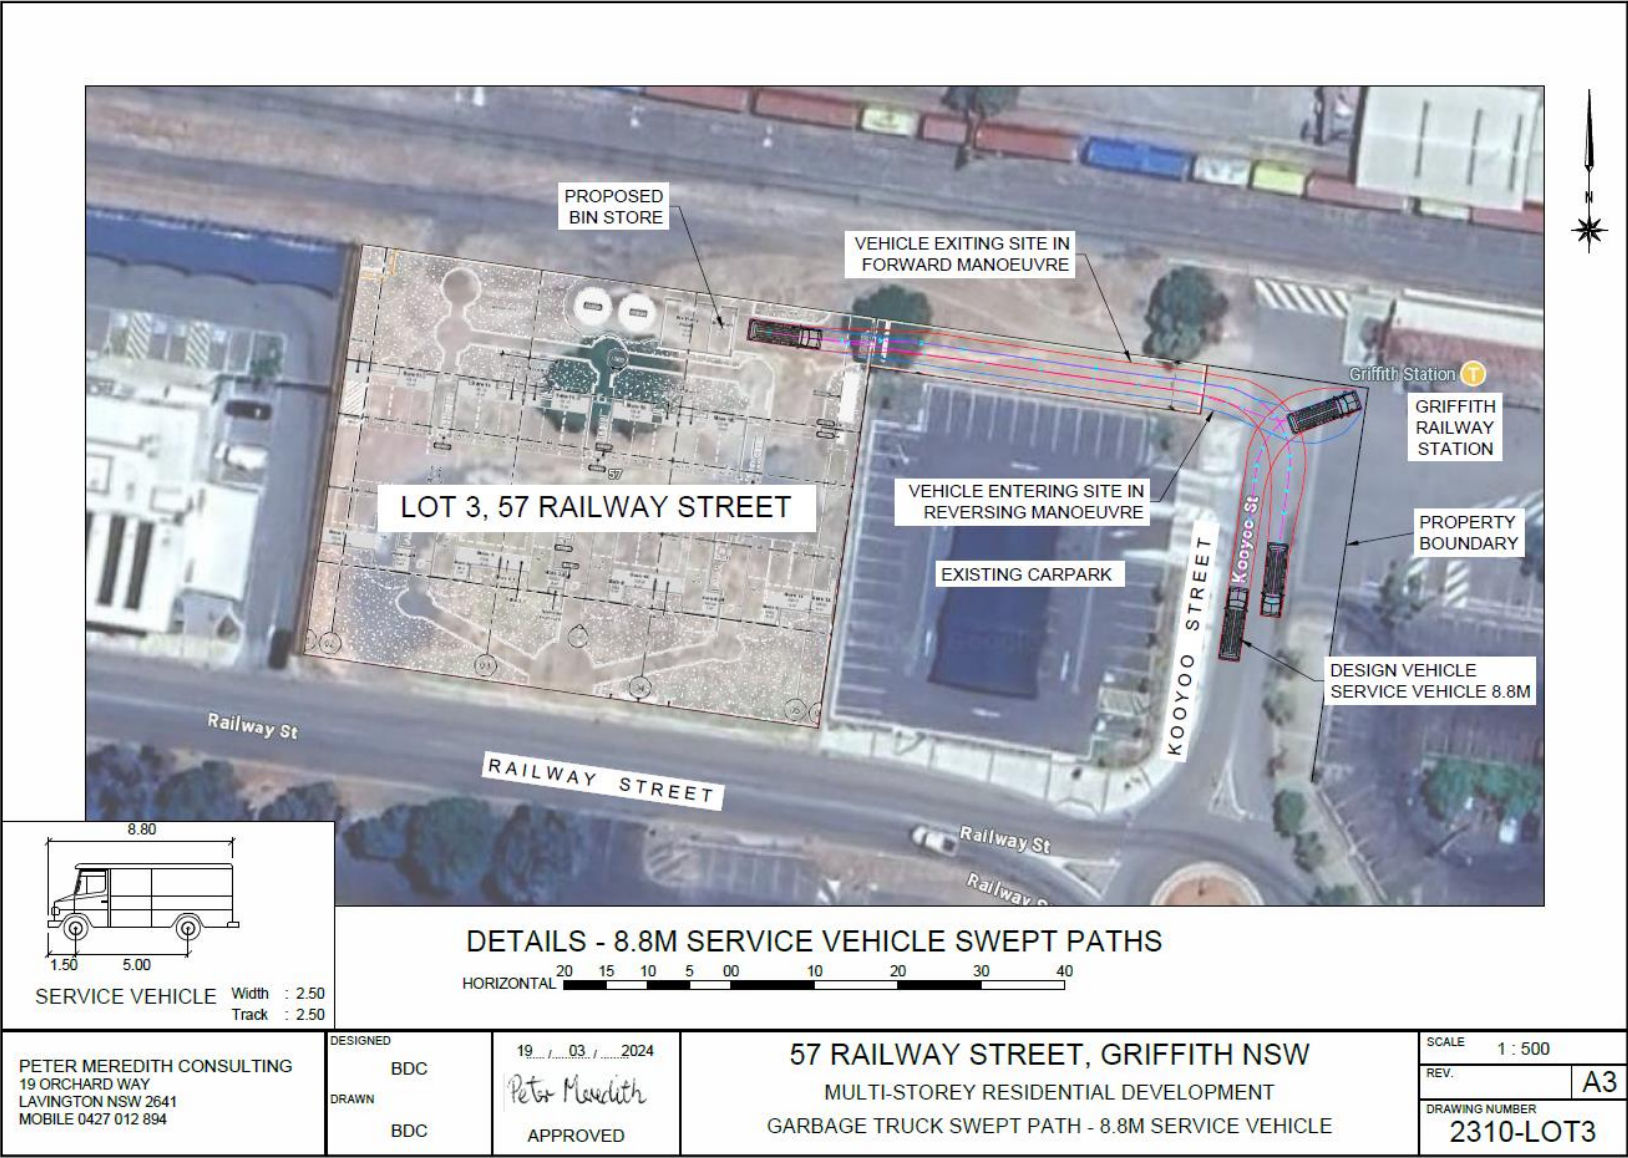 PROPOSED
BIN STORE
VEHICLE EXITING SITE IN
FORWARD MANOEUVRE
N
Griffith Station T
GRIFFITH
RAILWAY
STATION
57
LOT 3, 57 RAILWAY STREET
VEHICLE ENTERING SITE IN
REVERSING MANOEUVRE
Kooyoo St
PROPERTY
BOUNDARY
EXISTING CARPARK
KOOYOO STREET
02
03
04
05
DESIGN VEHICLE
SERVICE VEHICLE 8.8M
Railway St
RAILWAY STREET
Railway St
Railway S
8.80
1.50 5.00
SERVICE VEHICLE
Width : 2.50
Track : 2.50
DETAILS - 8.8M SERVICE VEHICLE SWEPT PATHS
HORIZONTAL 20 15 10 5 00 10 20 30 40
PETER MEREDITH CONSULTING
19 ORCHARD WAY
LAVINGTON NSW 2641
MOBILE 0427 012 894
DESIGNED
BDC
DRAWN
BDC
19 / 03 / 2024
Peter Meredith
APPROVED
57 RAILWAY STREET, GRIFFITH NSW
MULTI-STOREY RESIDENTIAL DEVELOPMENT
GARBAGE TRUCK SWEPT PATH - 8.8M SERVICE VEHICLE
SCALE 1 : 500
REV.
A3
DRAWING NUMBER
2310-LOT3